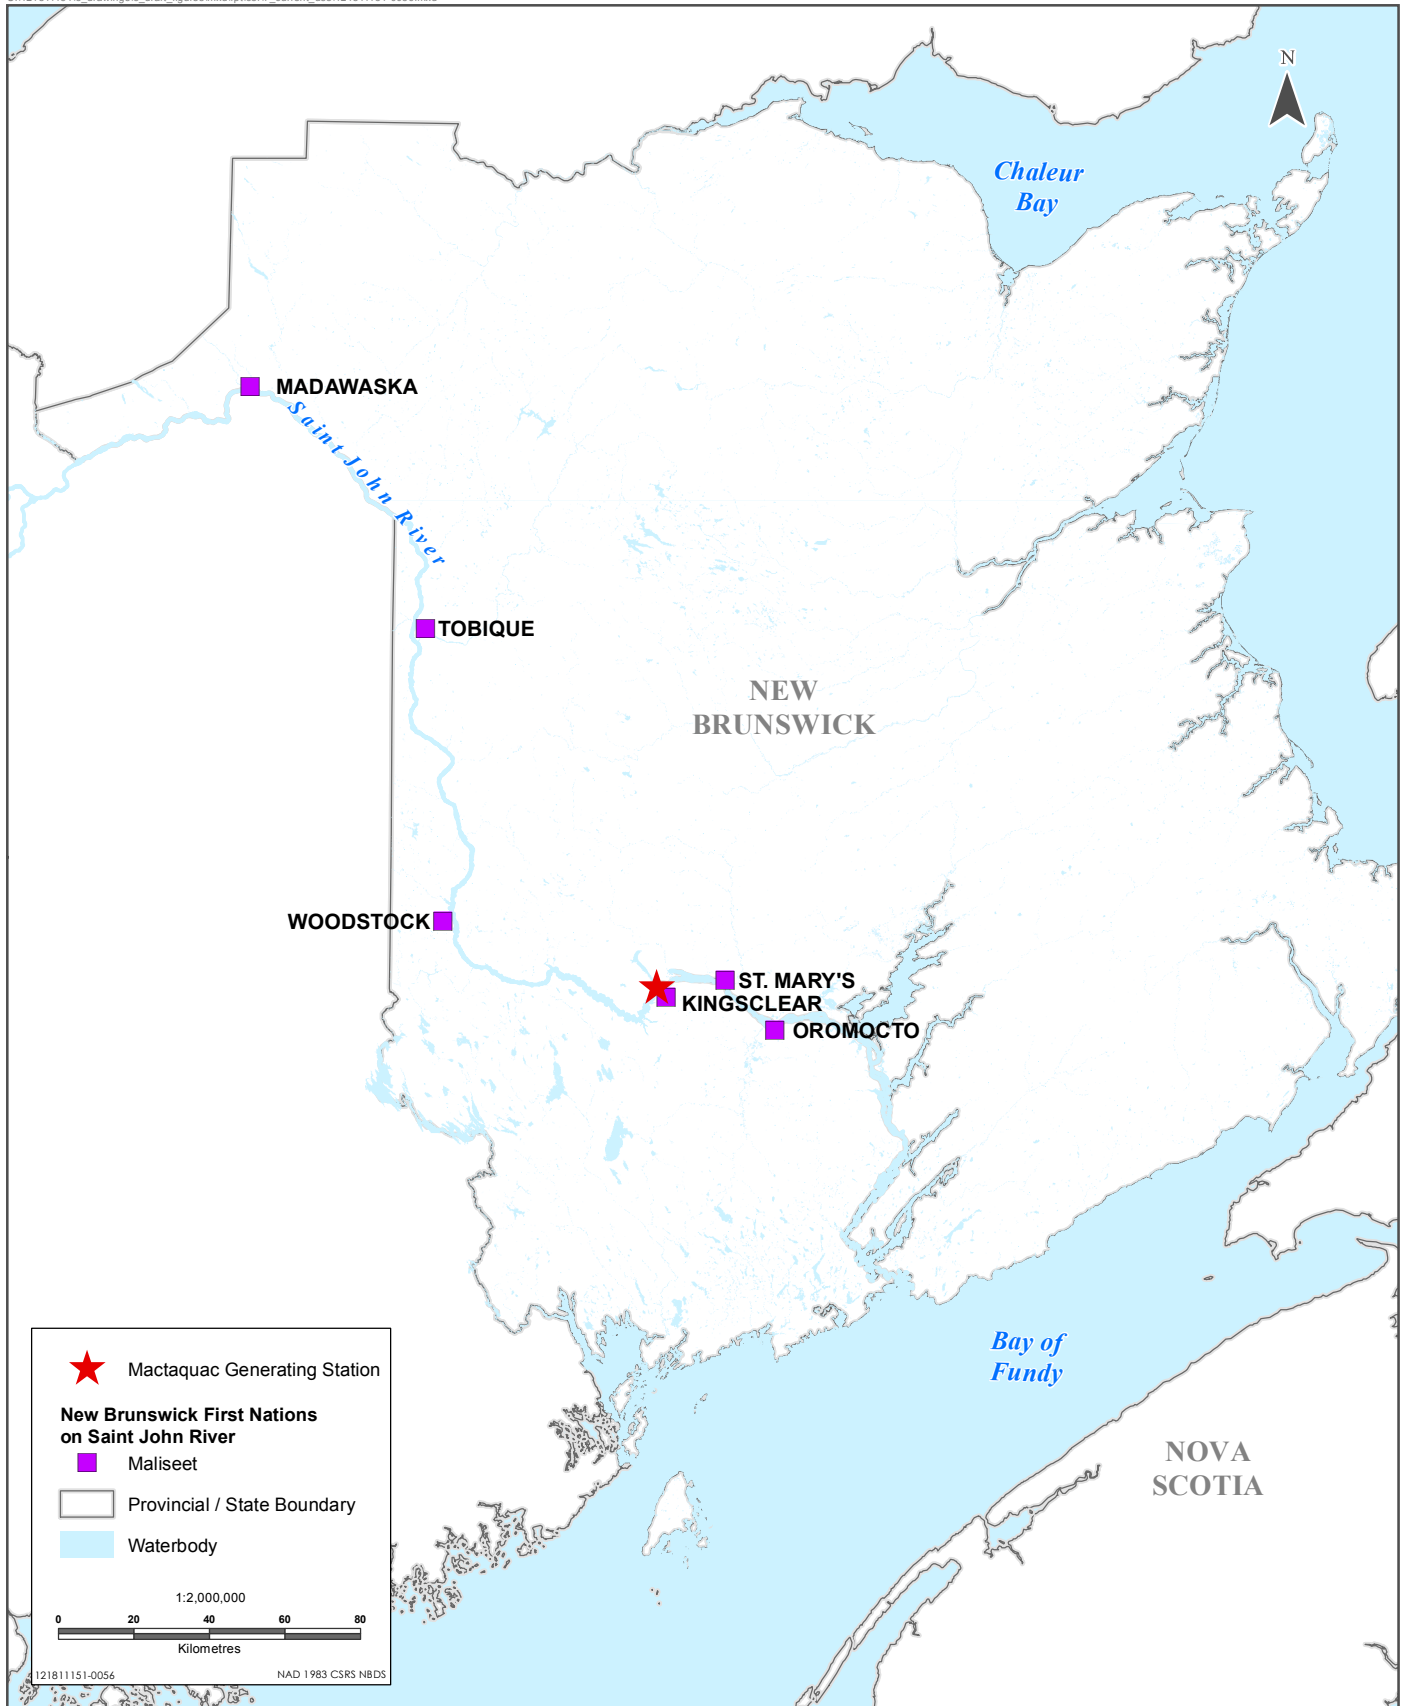 N
Chaleur
Bay
MADAWASKA
Saint John River
TOBIQUE
NEW
BRUNSWICK
WOODSTOCK
ST. MARY'S
KINGSCLEAR
OROMOCTO
Bay of
Fundy
NOVA
SCOTIA
Mactaquac Generating Station
New Brunswick First Nations
on Saint John River
Maliseet
Provincial / State Boundary
Waterbody
1:2,000,000
0 20 40 60 80
Kilometres
121811151-0056 NAD 1983 CSRS NBDS